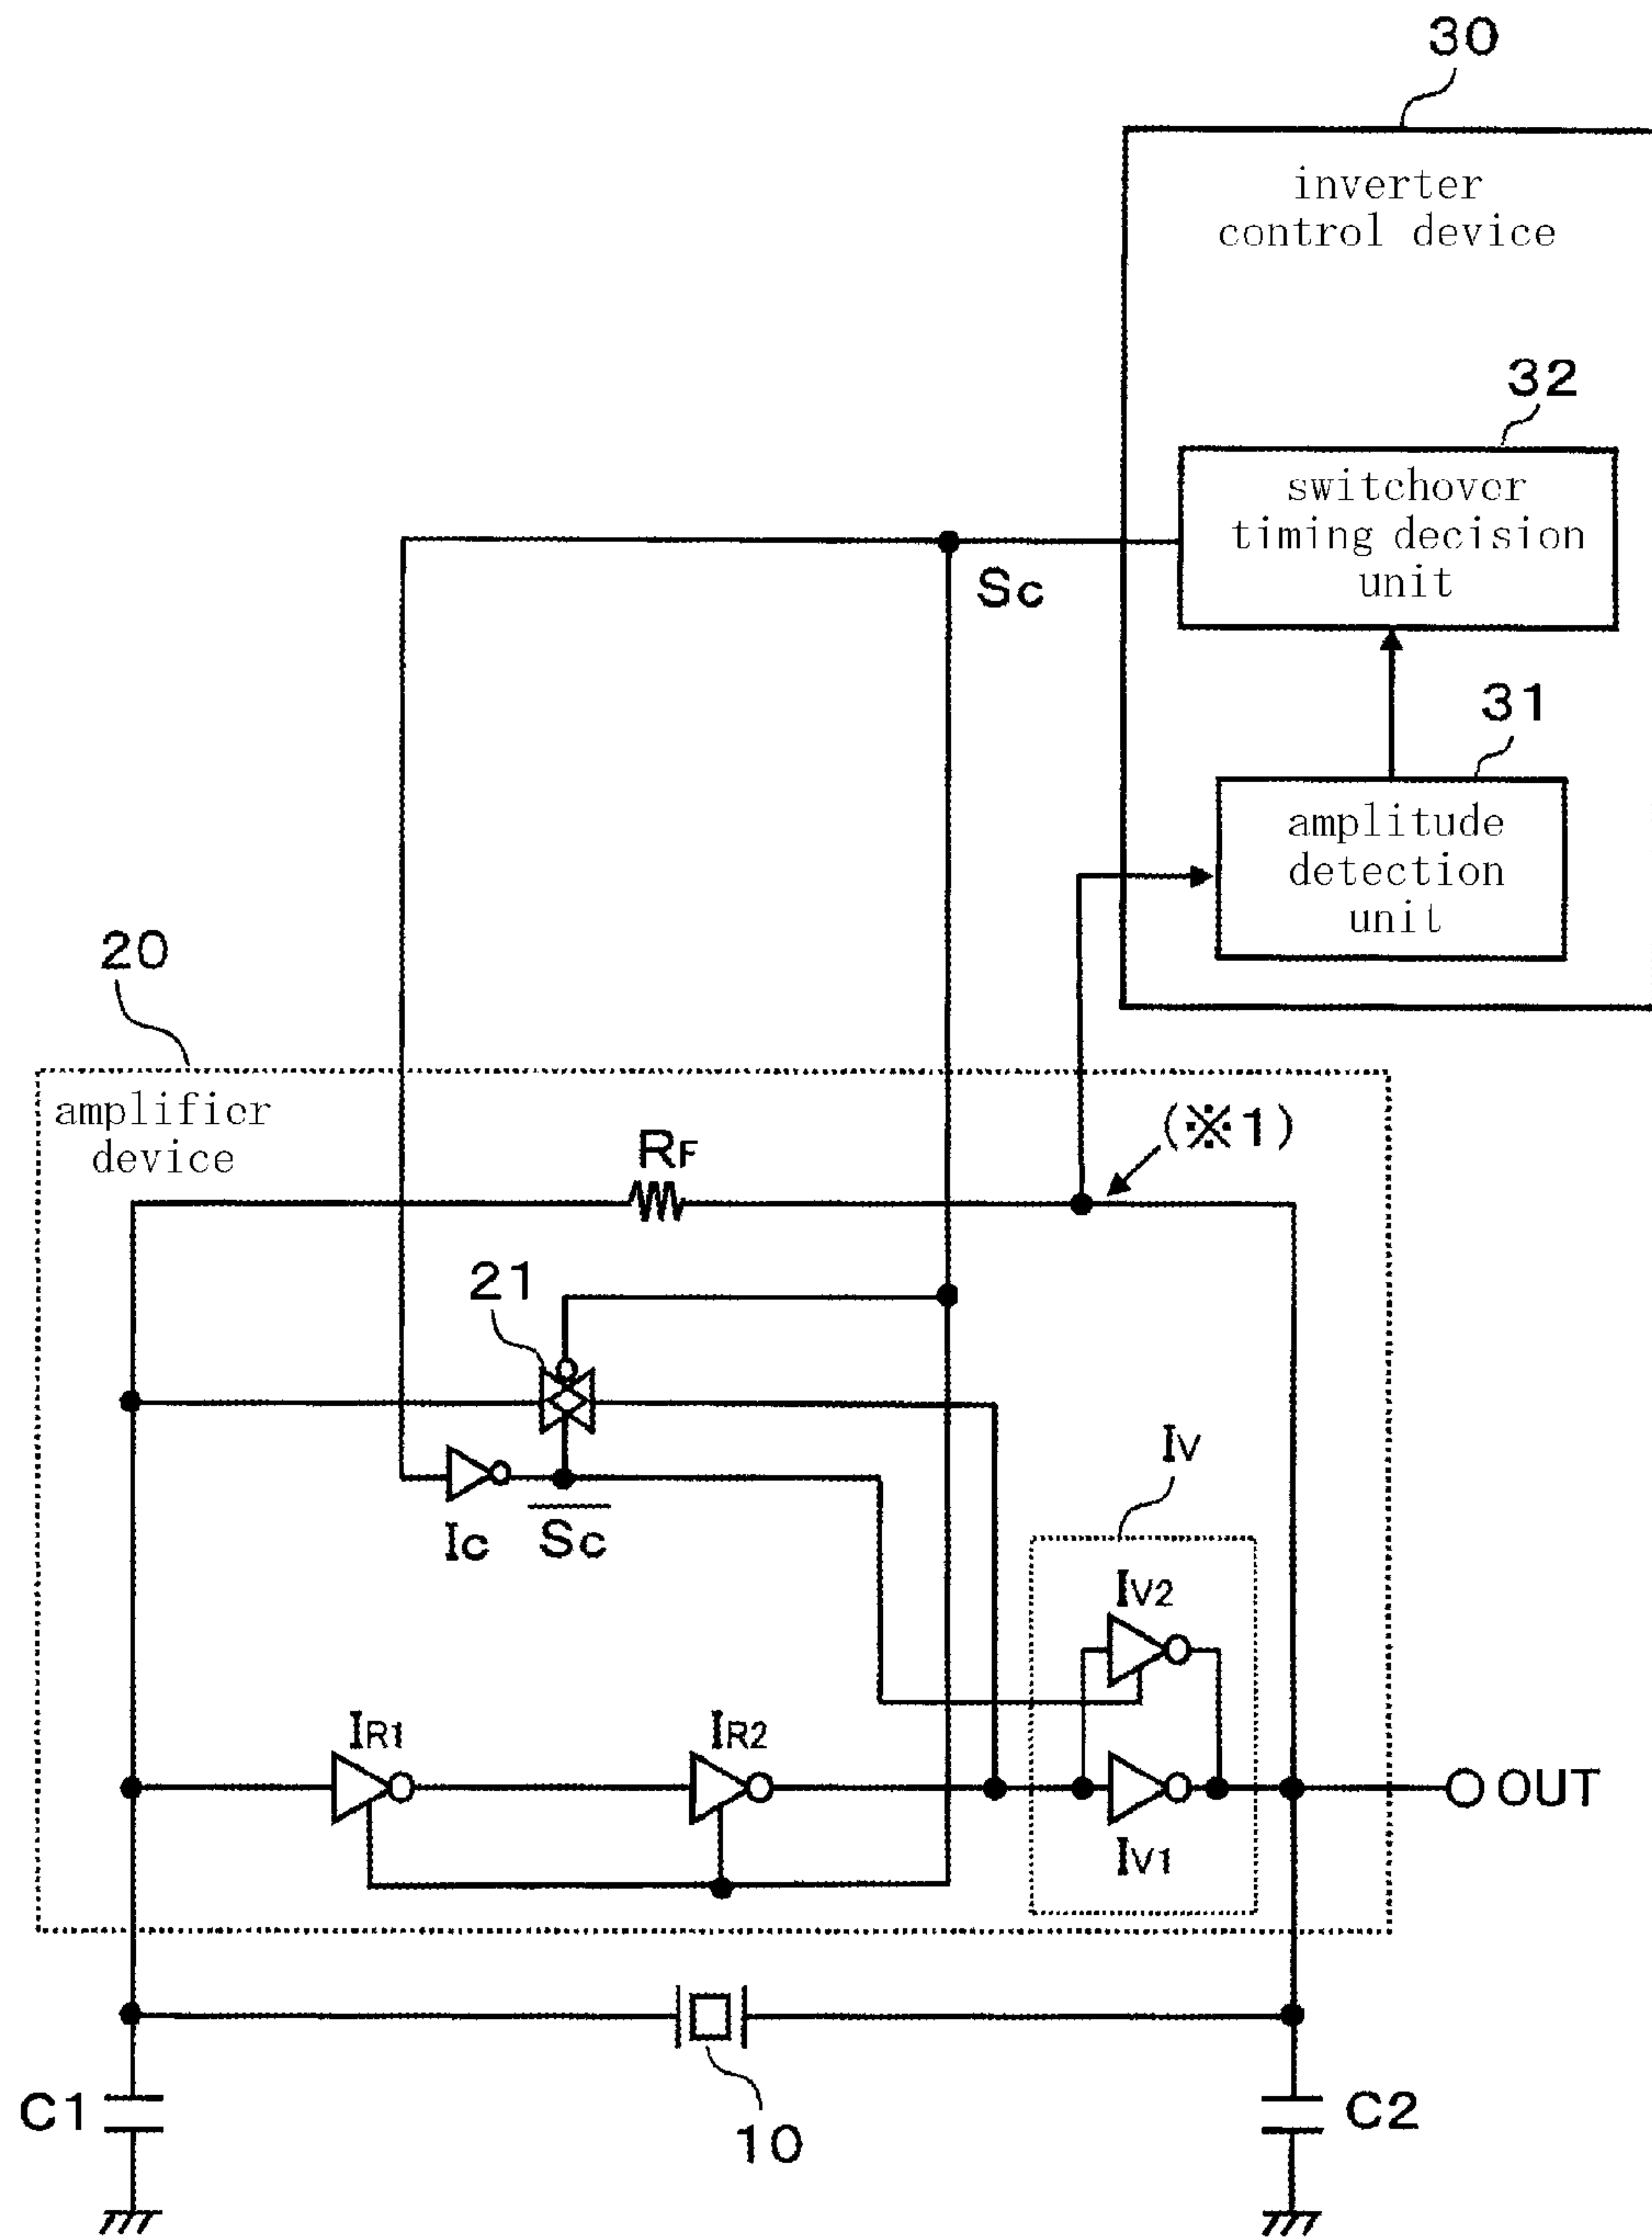 30
inverter
control device
32
switchover
timing decision
unit
Sc
31
amplitude
detection
unit
20
amplifier
device
RF
(※1)
21
IV
Ic
S̅c̅
IV2
IR1
IR2
OUT
IV1
C1
10
C2